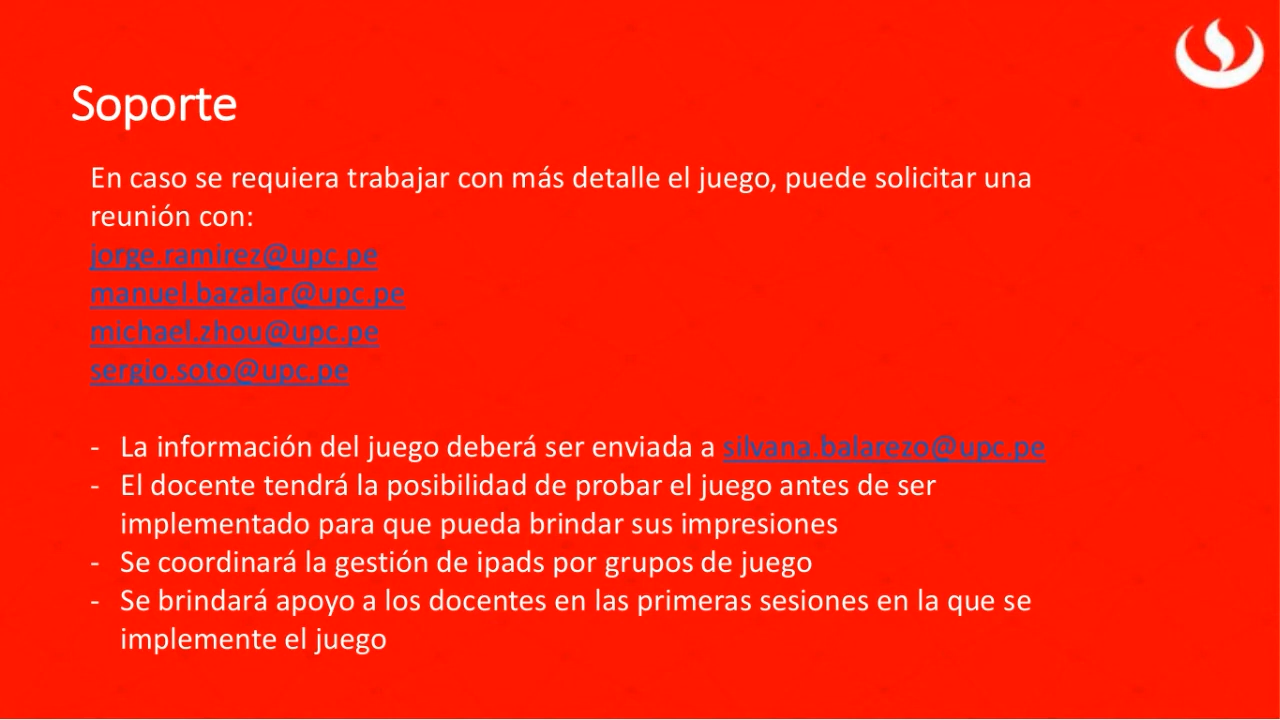 Soporte
En caso se requiera trabajar con más detalle el juego, puede solicitar una
reunión con:
jorge.ramirez@upc.pe
manuel.bazalar@upc.pe
michael.zhou@upc.pe
sergio.soto@upc.pe
- La información del juego deberá ser enviada a silvana.balarezo@upc.pe
- El docente tendrá la posibilidad de probar el juego antes de ser
implementado para que pueda brindar sus impresiones
- Se coordinará la gestión de ipads por grupos de juego
- Se brindará apoyo a los docentes en las primeras sesiones en la que se
implemente el juego